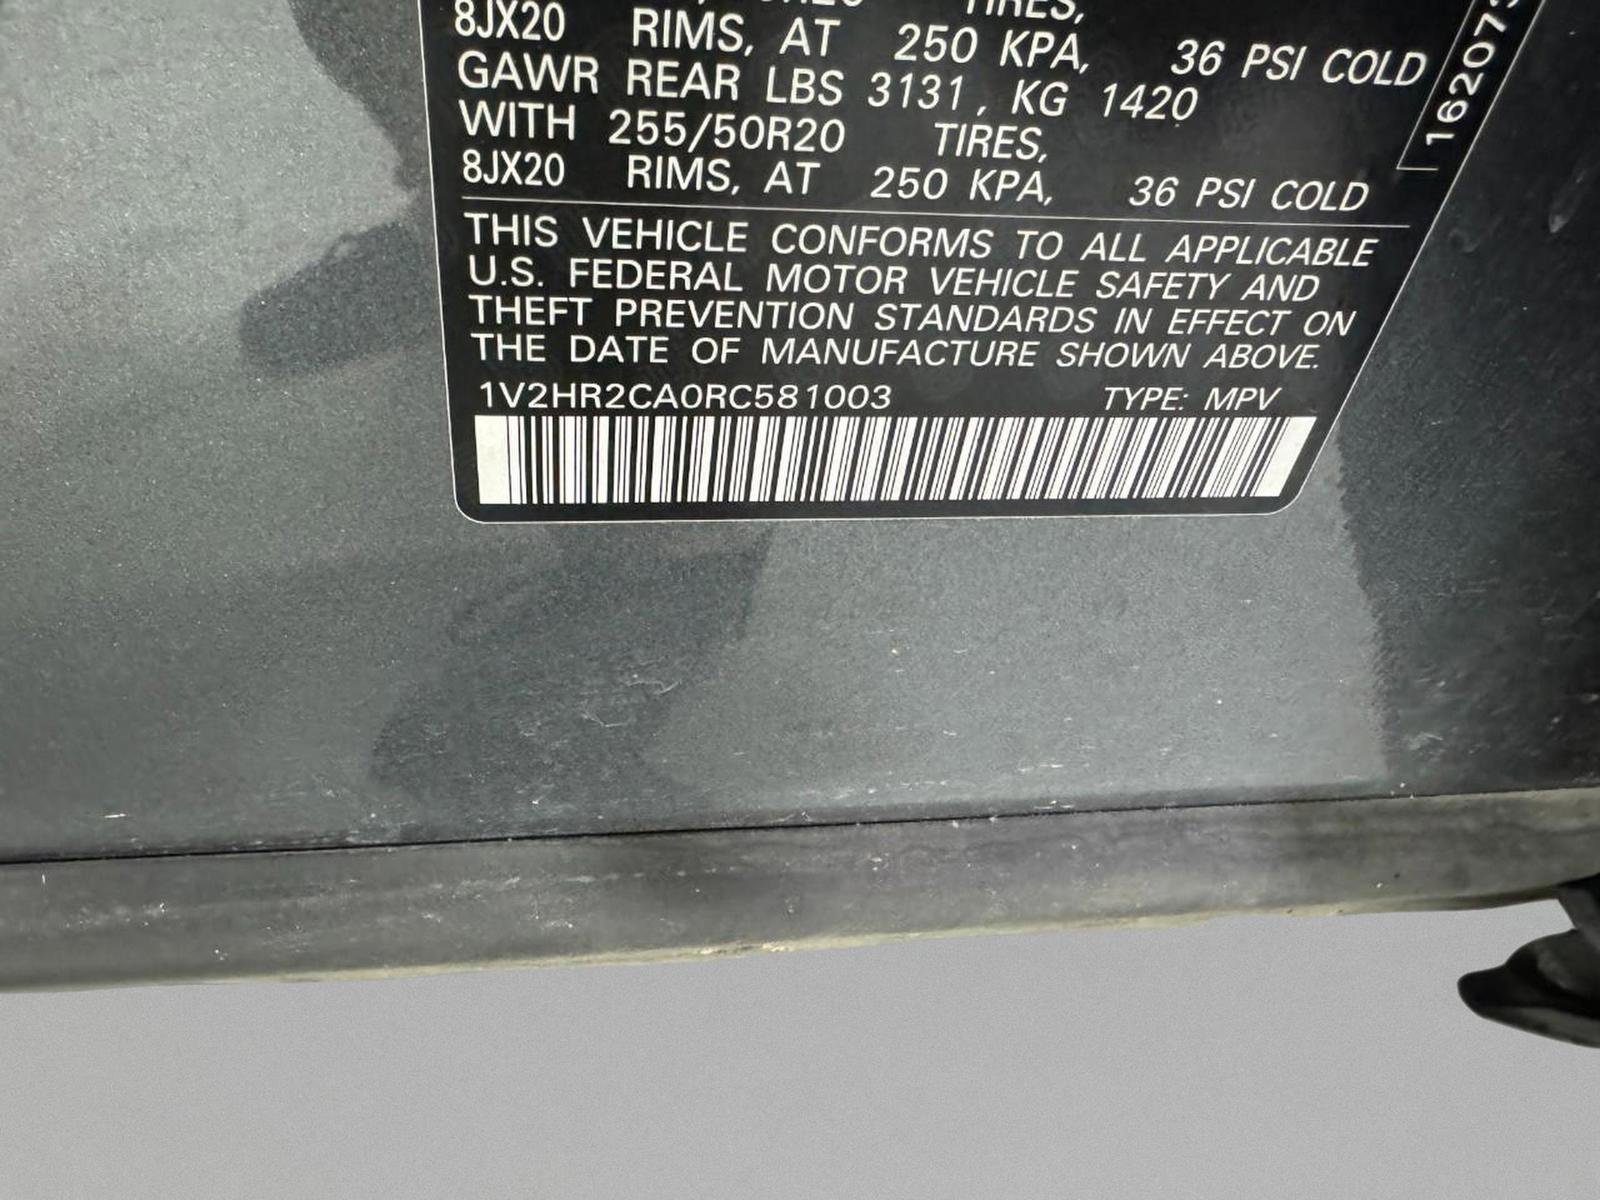 TIRES,
8JX20 RIMS, AT 250 KPA, 36 PSI COLD
GAWR REAR LBS 3131, KG 1420
WITH 255/50R20 TIRES,
8JX20 RIMS, AT 250 KPA, 36 PSI COLD
THIS VEHICLE CONFORMS TO ALL APPLICABLE
U.S. FEDERAL MOTOR VEHICLE SAFETY AND
THEFT PREVENTION STANDARDS IN EFFECT ON
THE DATE OF MANUFACTURE SHOWN ABOVE.
1V2HR2CA0RC581003 TYPE: MPV
162073